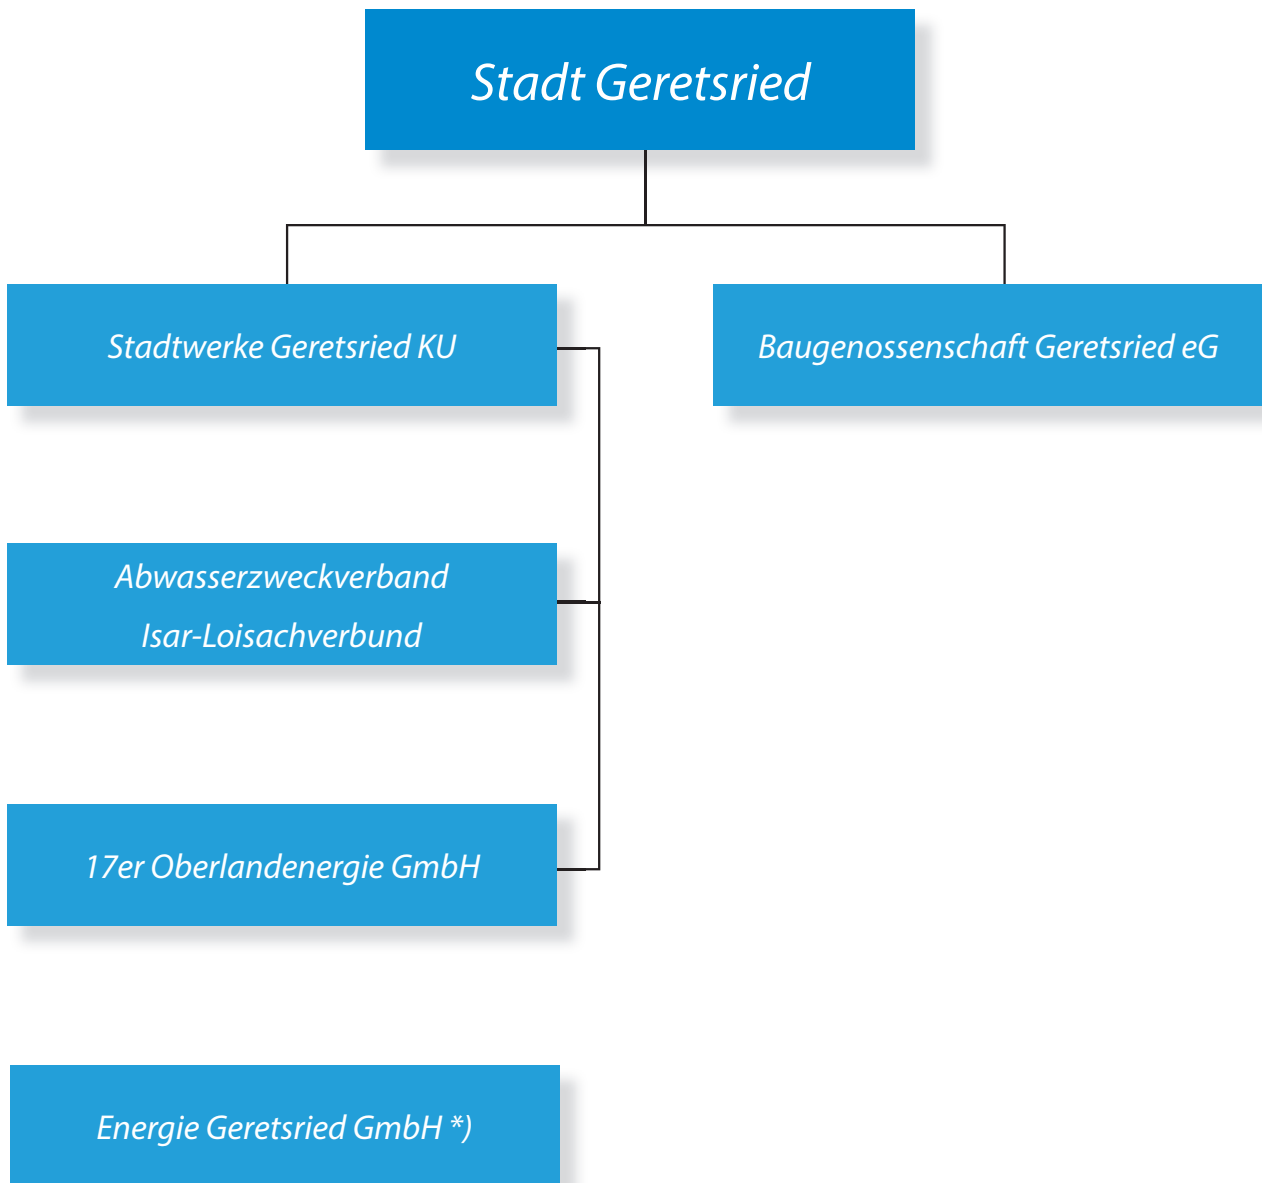 Stadt Geretsried
Stadtwerke Geretsried KU
Baugenossenschaft Geretsried eG
Abwasserzweckverband
Isar-Loisachverbund
17er Oberlandenergie GmbH
Energie Geretsried GmbH *)